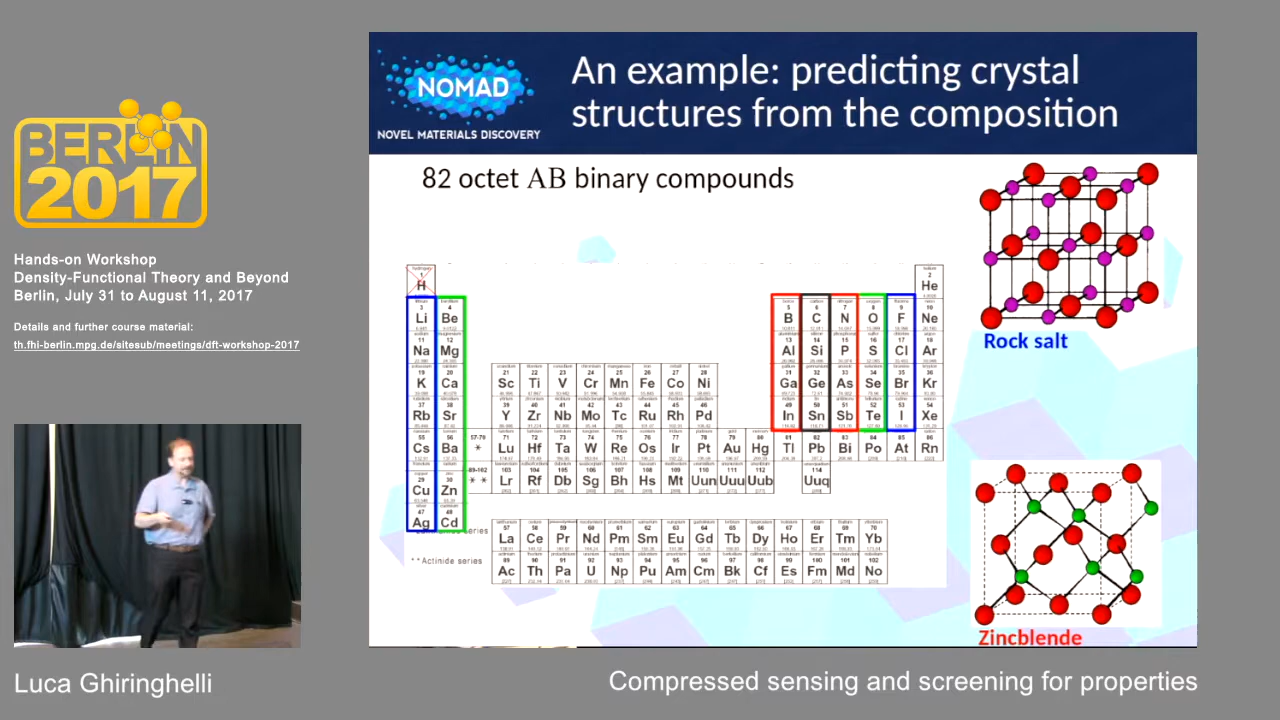 BERLIN
2017
Hands-on Workshop
Density-Functional Theory and Beyond
Berlin, July 31 to August 11, 2017
Details and further course material:
th.fhi-berlin.mpg.de/sitesub/meetings/dft-workshop-2017
NOMAD
NOVEL MATERIALS DISCOVERY
An example: predicting crystal
structures from the composition
82 octet AB binary compounds
H He
Li Be B C N O F Ne
Na Mg Al Si P S Cl Ar
K Ca Sc Ti V Cr Mn Fe Co Ni Ga Ge As Se Br Kr
Rb Sr Y Zr Nb Mo Tc Ru Rh Pd In Sn Sb Te I Xe
Cs Ba 57-70 * Lu Hf Ta W Re Os Ir Pt Au Hg Tl Pb Bi Po At Rn
Cu Zn 89-102 * * Lr Rf Db Sg Bh Hs Mt Uun Uuu Uub Uuq
Ag Cd
La Ce Pr Nd Pm Sm Eu Gd Tb Dy Ho Er Tm Yb
* * Actinide series Ac Th Pa U Np Pu Am Cm Bk Cf Es Fm Md No
Rock salt
Zincblende
Luca Ghiringhelli
Compressed sensing and screening for properties